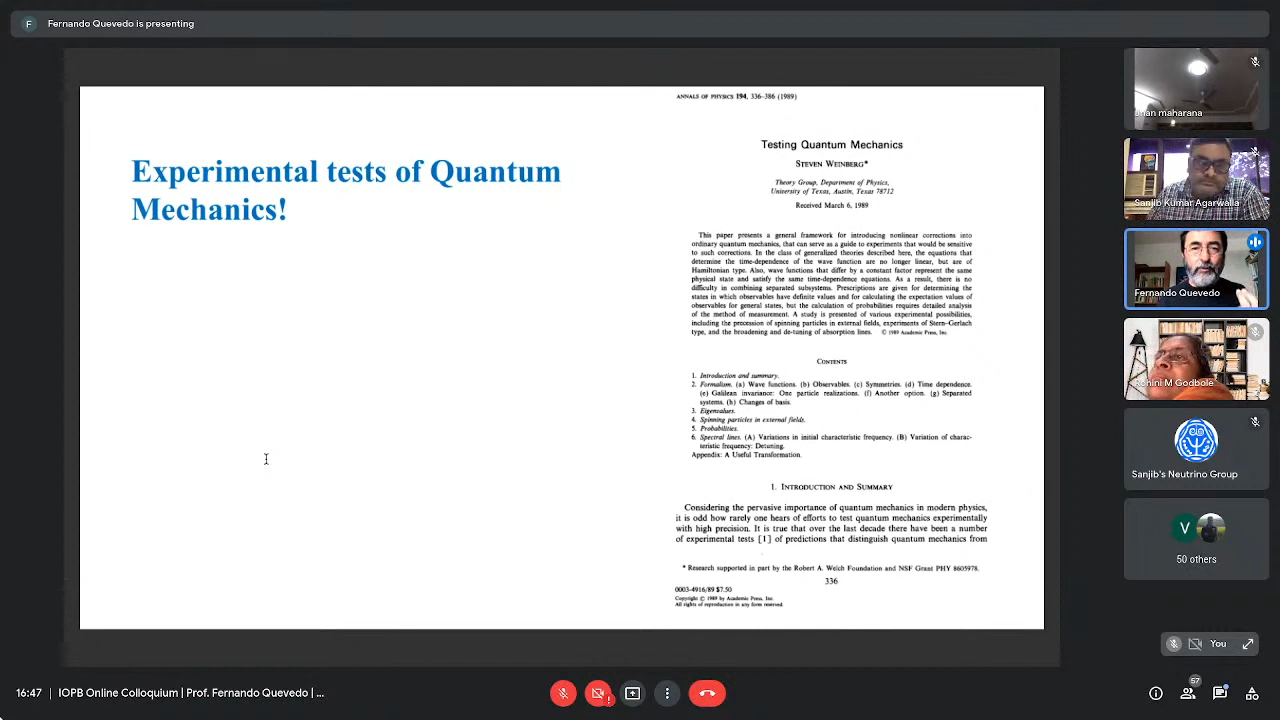 Fernando Quevedo is presenting
Experimental tests of Quantum
Mechanics!
ANNALS OF PHYSICS 194, 336-386 (1989)
Testing Quantum Mechanics
STEVEN WEINBERG*
Theory Group, Department of Physics,
University of Texas, Austin, Texas 78712
Received March 6, 1989
This paper presents a general framework for introducing nonlinear corrections into
ordinary quantum mechanics, that can serve as a guide to experiments that would be sensitive
to such corrections. In the class of generalized theories described here, the equations that
determine the time-dependence of the wave function are no longer linear, but are of
Hamiltonian type. Also, wave functions that differ by a constant factor represent the same
physical state and satisfy the same time-dependence equations. As a result, there is no
difficulty in combining separated subsystems. Prescriptions are given for determining the
states in which observables have definite values and for calculating the expectation values of
observables for general states, but the calculation of probabilities requires detailed analysis
of the method of measurement. A study is presented of various experimental possibilities,
including the precession of spinning particles in external fields, experiments of Stern-Gerlach
type, and the broadening and de-tuning of absorption lines. © 1989 Academic Press, Inc.
CONTENTS
1. Introduction and summary.
2. Formalism. (a) Wave functions. (b) Observables. (c) Symmetries. (d) Time dependence.
(e) Galilean invariance: One particle realizations. (f) Another option. (g) Separated
systems. (h) Changes of basis.
3. Eigenvalues.
4. Spinning particles in external fields.
5. Probabilities.
6. Spectral lines. (A) Variations in initial characteristic frequency. (B) Variation of charac-
teristic frequency: Detuning.
Appendix: A Useful Transformation.
1. INTRODUCTION AND SUMMARY
Considering the pervasive importance of quantum mechanics in modern physics,
it is odd how rarely one hears of efforts to test quantum mechanics experimentally
with high precision. It is true that over the last decade there have been a number
of experimental tests [1] of predictions that distinguish quantum mechanics from
* Research supported in part by the Robert A. Welch Foundation and NSF Grant PHY 8605978.
336
0003-4916/89 $7.50
Copyright © 1989 by Academic Press, Inc.
All rights of reproduction in any form reserved.
jnan maharana
Sanjib Kumar Agarwa...
Fernando Quevedo
Rohini M Godbole
Sanjib's Neutrino Group
V
50 others
You
16:47 | IOPB Online Colloquium | Prof. Fernando Quevedo | ...
57